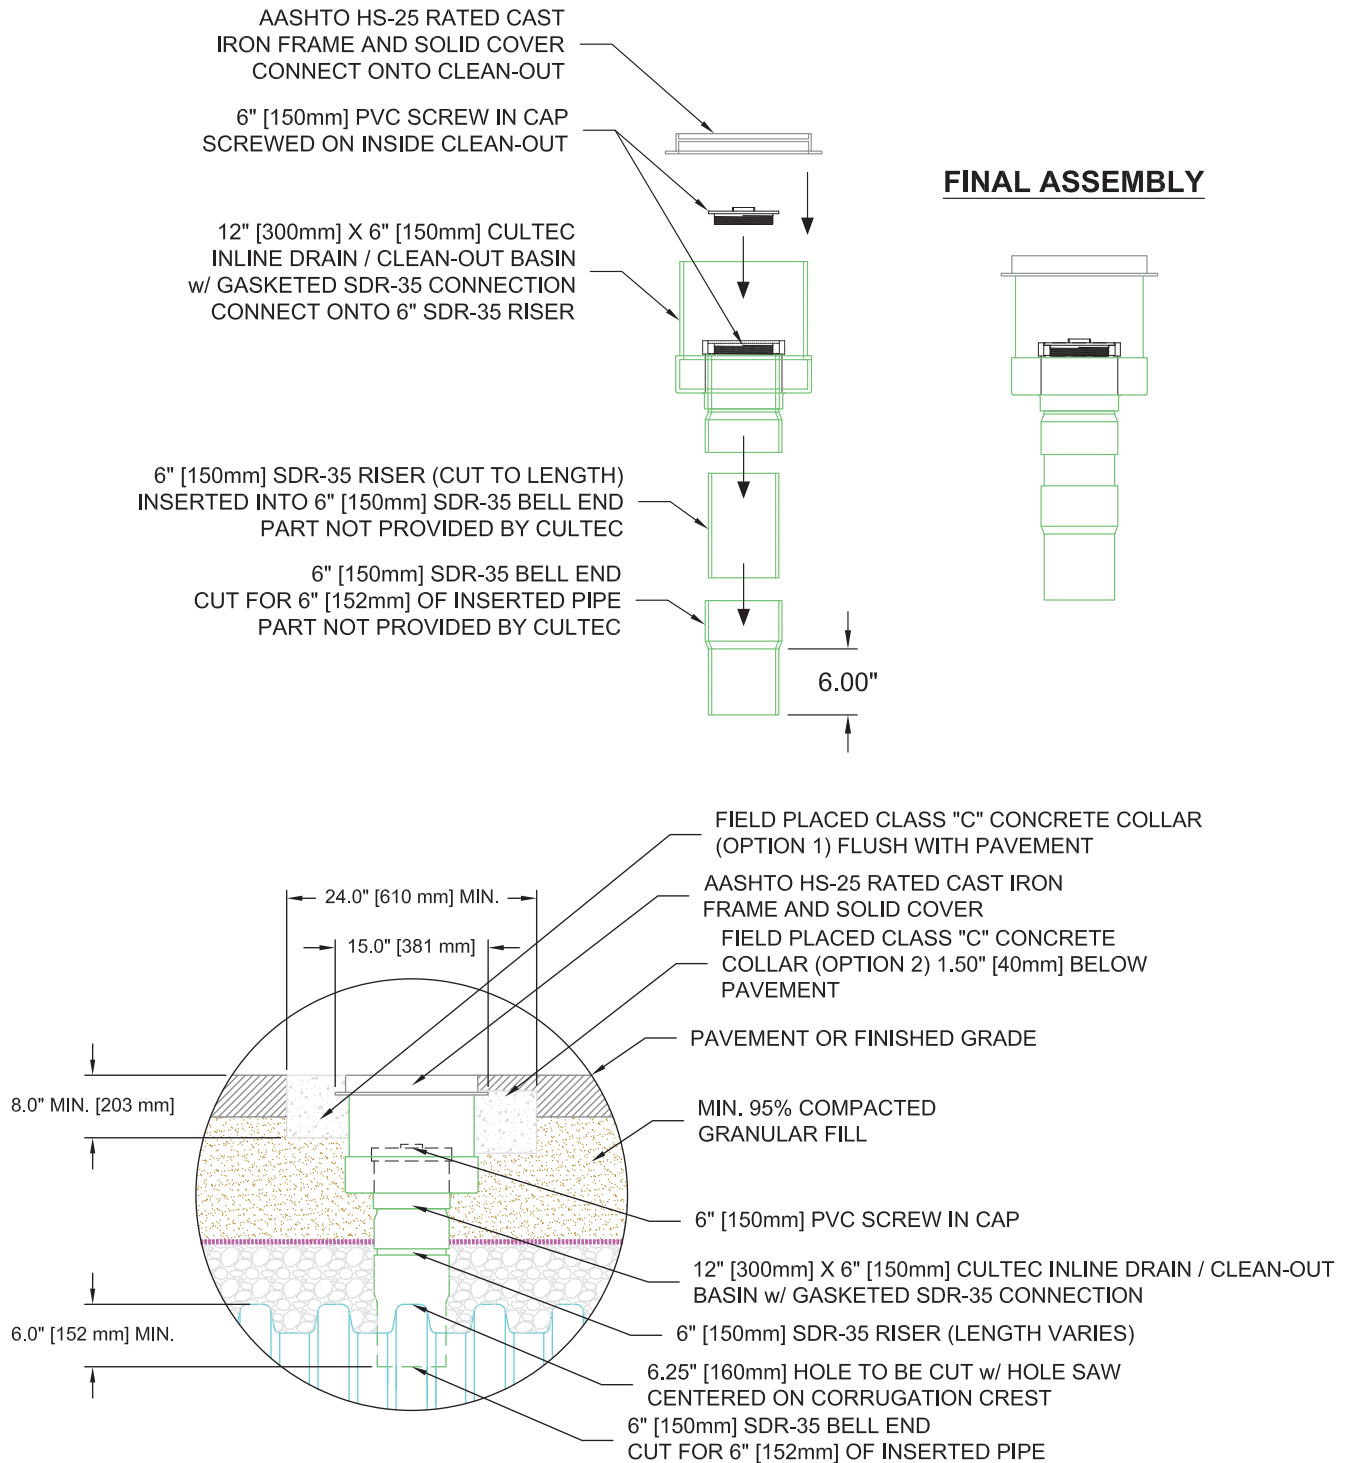 AASHTO HS-25 RATED CAST
IRON FRAME AND SOLID COVER
CONNECT ONTO CLEAN-OUT
6" [150mm] PVC SCREW IN CAP
SCREWED ON INSIDE CLEAN-OUT
FINAL ASSEMBLY
12" [300mm] X 6" [150mm] CULTEC
INLINE DRAIN / CLEAN-OUT BASIN
w/ GASKETED SDR-35 CONNECTION
CONNECT ONTO 6" SDR-35 RISER
6" [150mm] SDR-35 RISER (CUT TO LENGTH)
INSERTED INTO 6" [150mm] SDR-35 BELL END
PART NOT PROVIDED BY CULTEC
6" [150mm] SDR-35 BELL END
CUT FOR 6" [152mm] OF INSERTED PIPE
PART NOT PROVIDED BY CULTEC
6.00"
FIELD PLACED CLASS "C" CONCRETE COLLAR
(OPTION 1) FLUSH WITH PAVEMENT
24.0" [610 mm] MIN.
AASHTO HS-25 RATED CAST IRON
FRAME AND SOLID COVER
15.0" [381 mm]
FIELD PLACED CLASS "C" CONCRETE
COLLAR (OPTION 2) 1.50" [40mm] BELOW
PAVEMENT
PAVEMENT OR FINISHED GRADE
8.0" MIN. [203 mm]
MIN. 95% COMPACTED
GRANULAR FILL
6" [150mm] PVC SCREW IN CAP
12" [300mm] X 6" [150mm] CULTEC INLINE DRAIN / CLEAN-OUT
BASIN w/ GASKETED SDR-35 CONNECTION
6.0" [152 mm] MIN.
6" [150mm] SDR-35 RISER (LENGTH VARIES)
6.25" [160mm] HOLE TO BE CUT w/ HOLE SAW
CENTERED ON CORRUGATION CREST
6" [150mm] SDR-35 BELL END
CUT FOR 6" [152mm] OF INSERTED PIPE